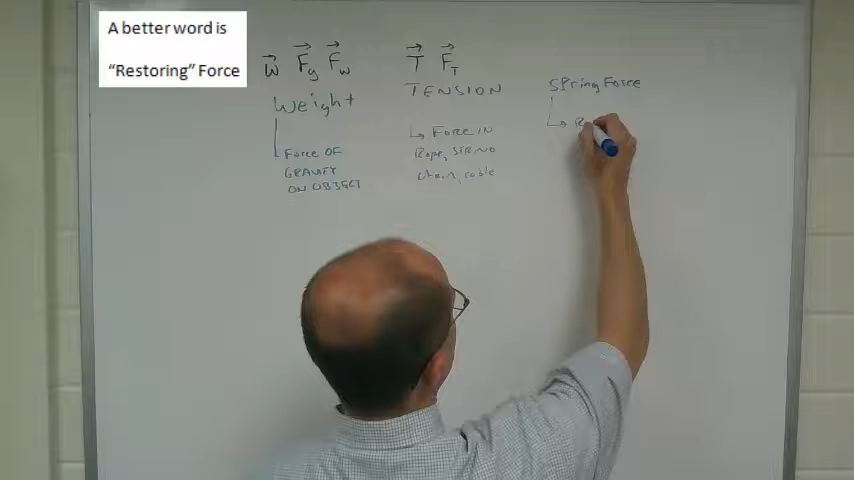 A better word is
"Restoring" Force
W Fg Fw
Weight
Force OF
GRAVITY
ON OBJECT
T FT
TENSION
Force IN
Rope, STRING
chain, cable
SPring Force